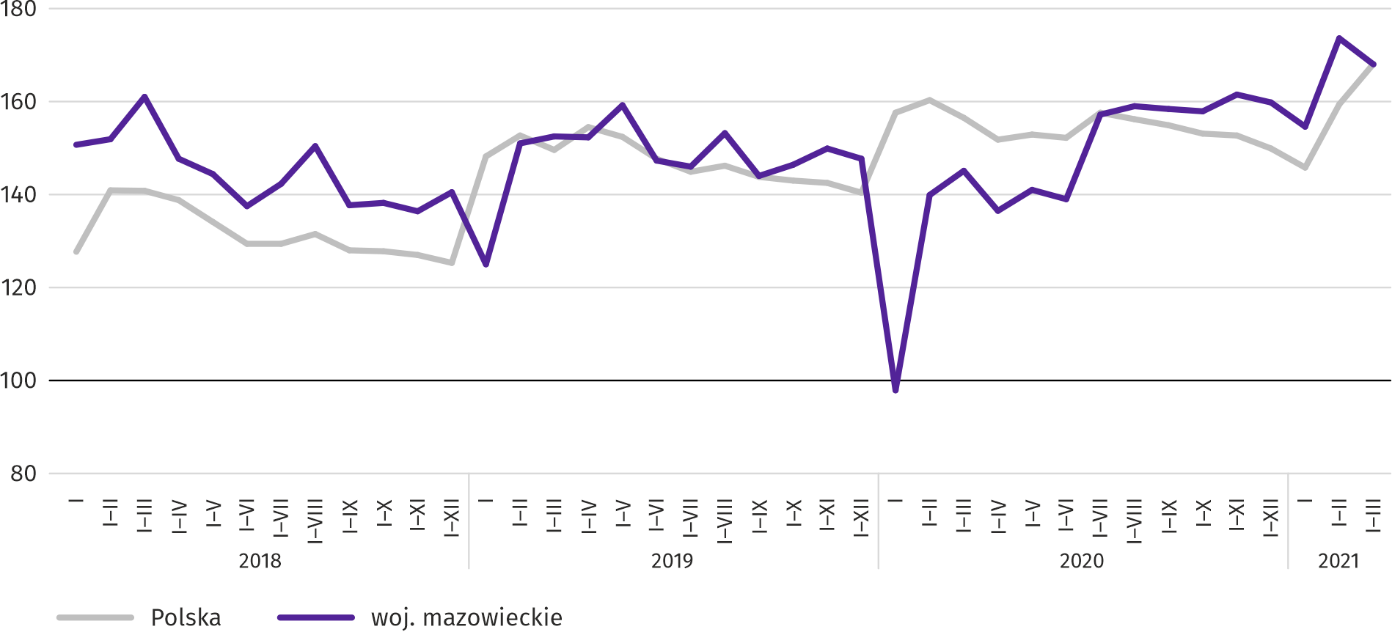 180
160
140
120
100
80
I I–II I–III I–IV I–V I–VI I–VII I–VIII I–IX I–X I–XI I–XII I I–II I–III I–IV I–V I–VI I–VII I–VIII I–IX I–X I–XI I–XII I I–II I–III I–IV I–V I–VI I–VII I–VIII I–IX I–X I–XI I–XII I I–II I–III
2018 2019 2020 2021
Polska woj. mazowieckie